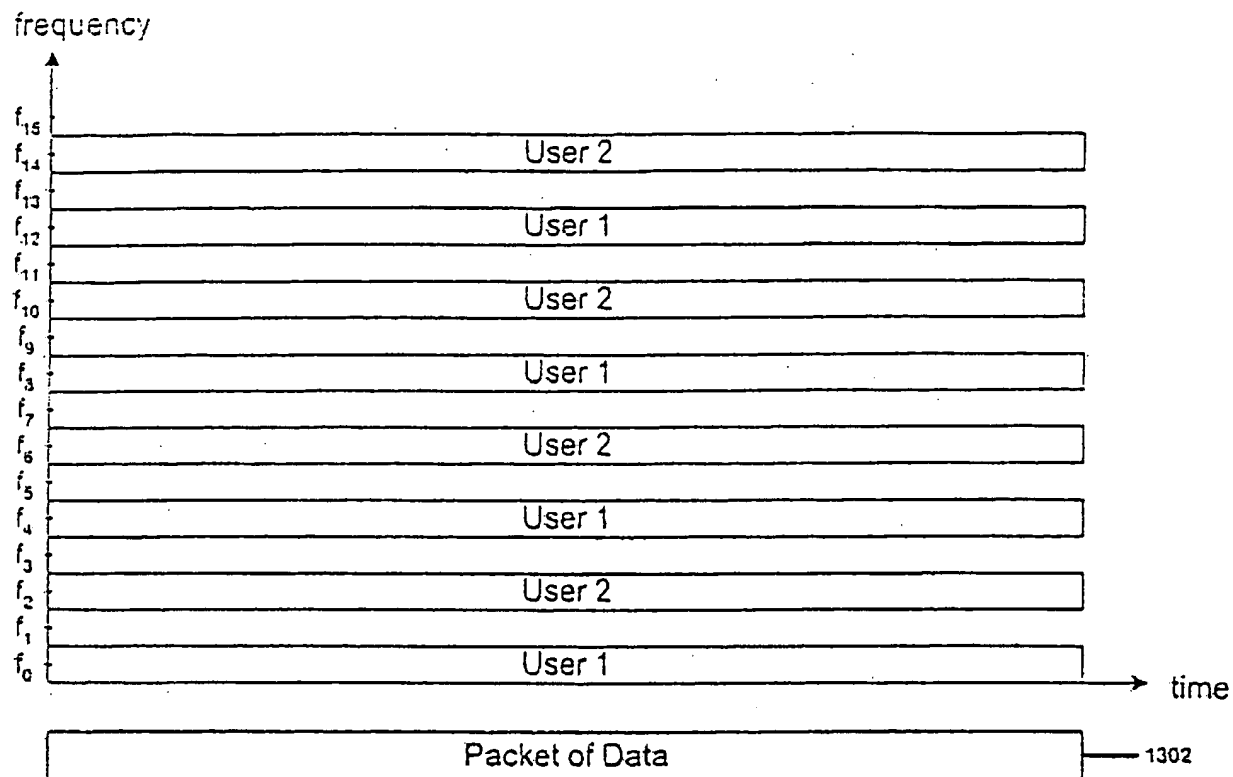 frequency
f15
f14 User 2
f13
f12 User 1
f11
f10 User 2
f9
f3 User 1
f7
f6 User 2
f5
f4 User 1
f3
f2 User 2
f1
f0 User 1
time
Packet of Data 1302